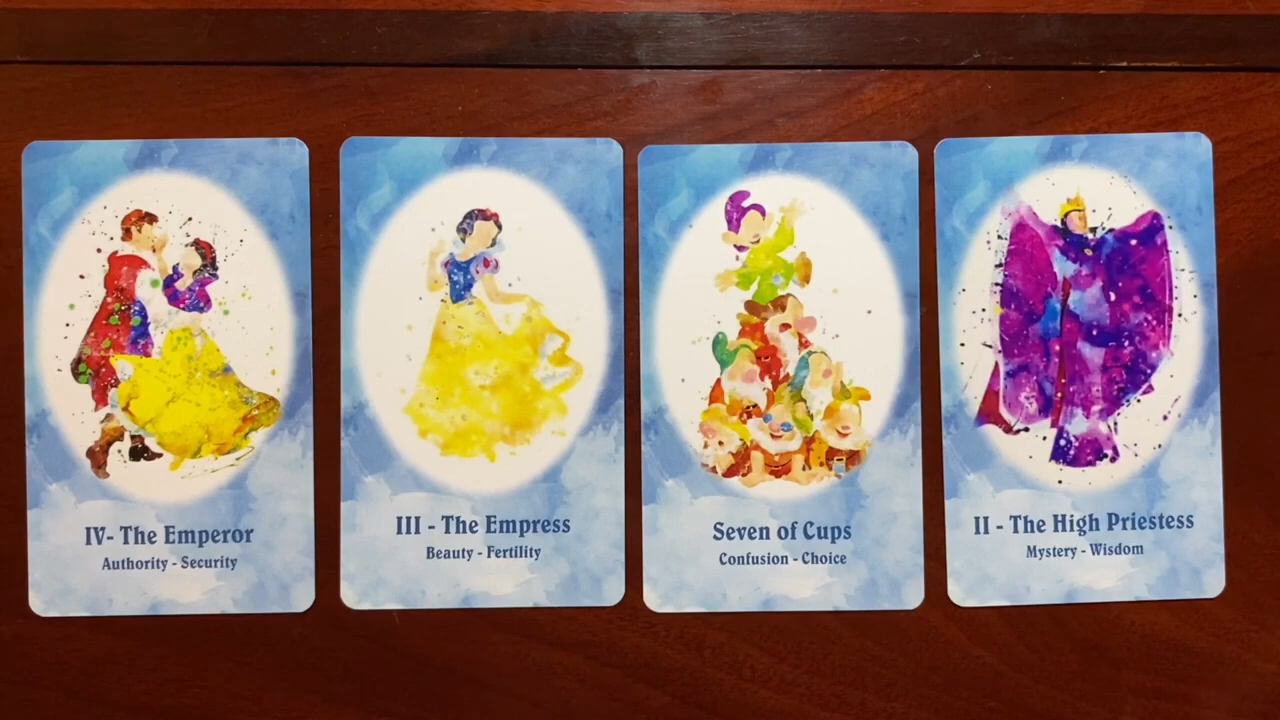 IV- The Emperor
Authority - Security
III - The Empress
Beauty - Fertility
Seven of Cups
Confusion - Choice
II - The High Priestess
Mystery - Wisdom